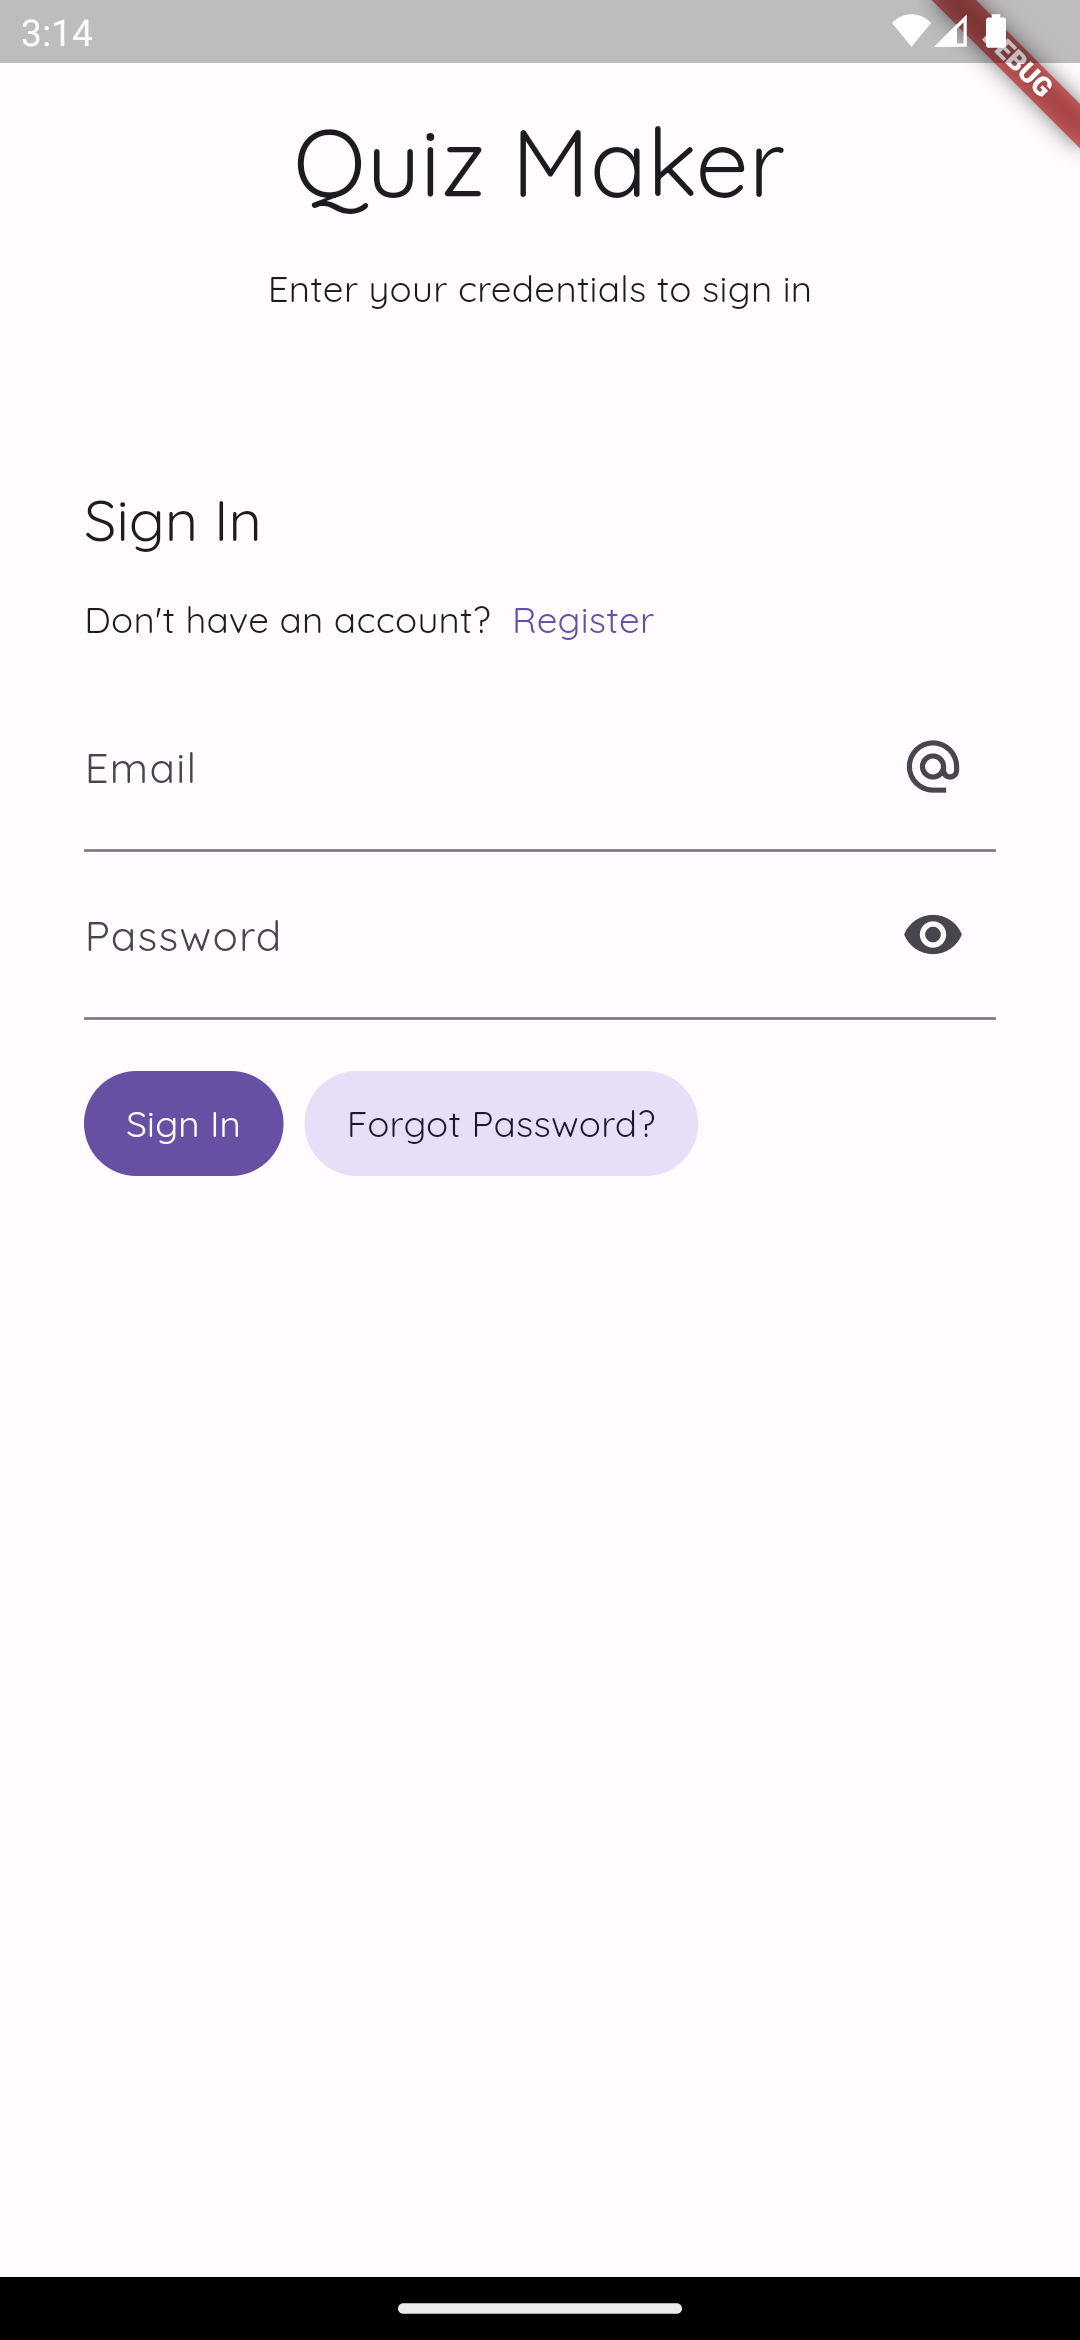 3:14
DEBUG
Quiz Maker
Enter your credentials to sign in
Sign In
Don't have an account? Register
Email
Password
Sign In
Forgot Password?